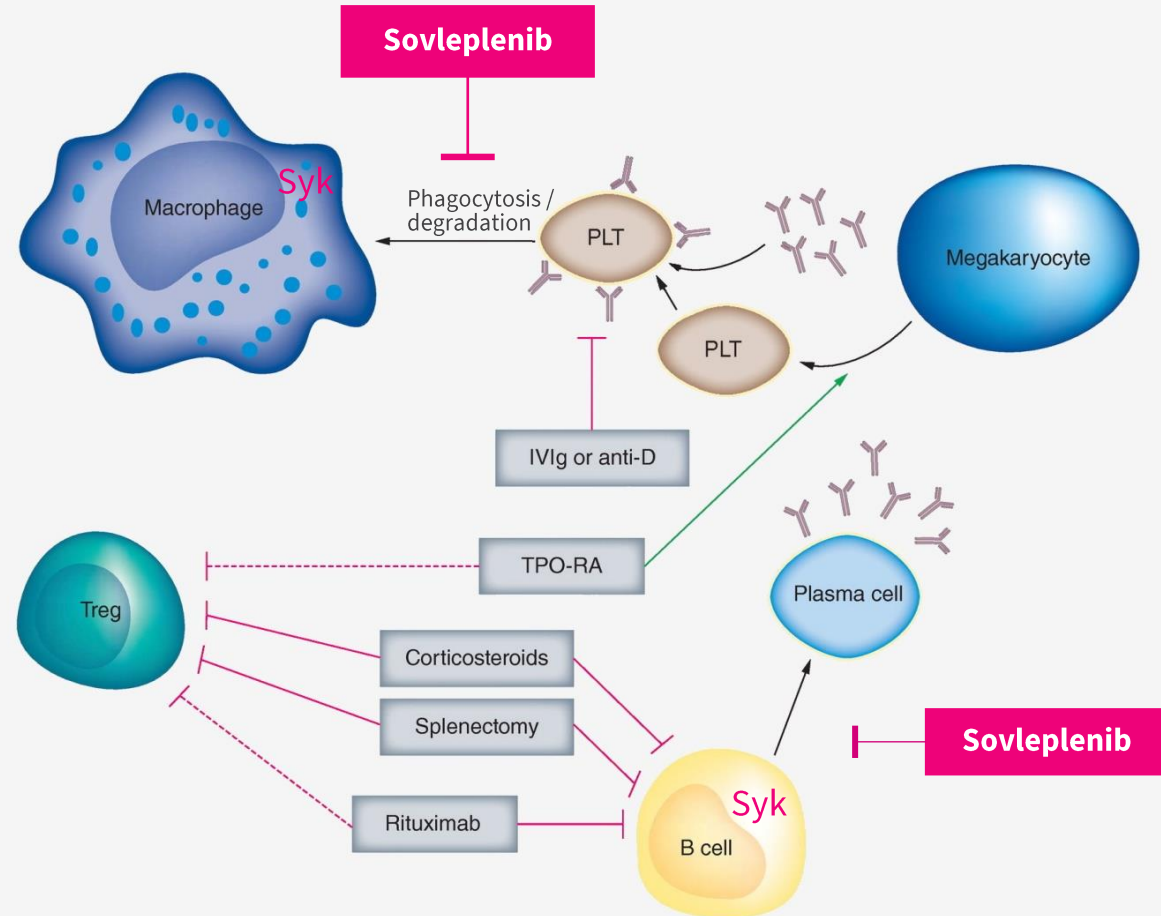 Sovleplenib
Syk
Macrophage
Phagocytosis /
degradation
PLT
Megakaryocyte
PLT
IVIg or anti-D
TPO-RA
Plasma cell
Treg
Corticosteroids
Splenectomy
Sovleplenib
Syk
Rituximab
B cell